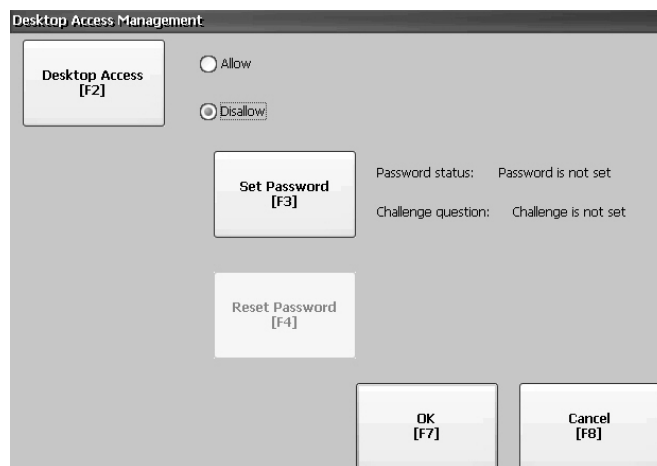 Desktop Access Management
Desktop Access
[F2]
Allow
Disallow
Set Password
[F3]
Password status: Password is not set
Challenge question: Challenge is not set
Reset Password
[F4]
OK
[F7]
Cancel
[F8]